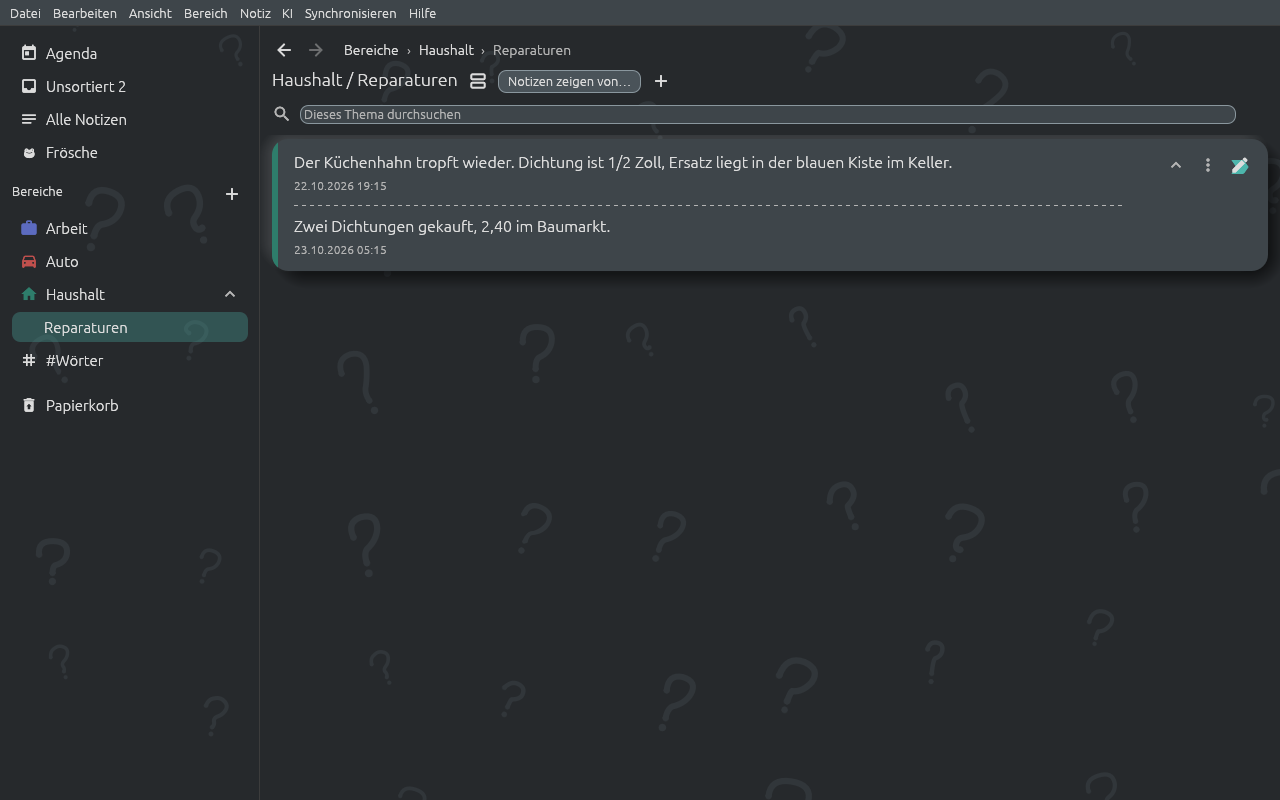 Datei Bearbeiten Ansicht Bereich Notiz KI Synchronisieren Hilfe
Agenda
Unsortiert 2
Alle Notizen
Frösche
Bereiche
Arbeit
Auto
Haushalt
Reparaturen
#Wörter
Papierkorb
Bereiche › Haushalt › Reparaturen
Haushalt / Reparaturen Notizen zeigen von…
Dieses Thema durchsuchen
Der Küchenhahn tropft wieder. Dichtung ist 1/2 Zoll, Ersatz liegt in der blauen Kiste im Keller.
22.10.2026 19:15
Zwei Dichtungen gekauft, 2,40 im Baumarkt.
23.10.2026 05:15